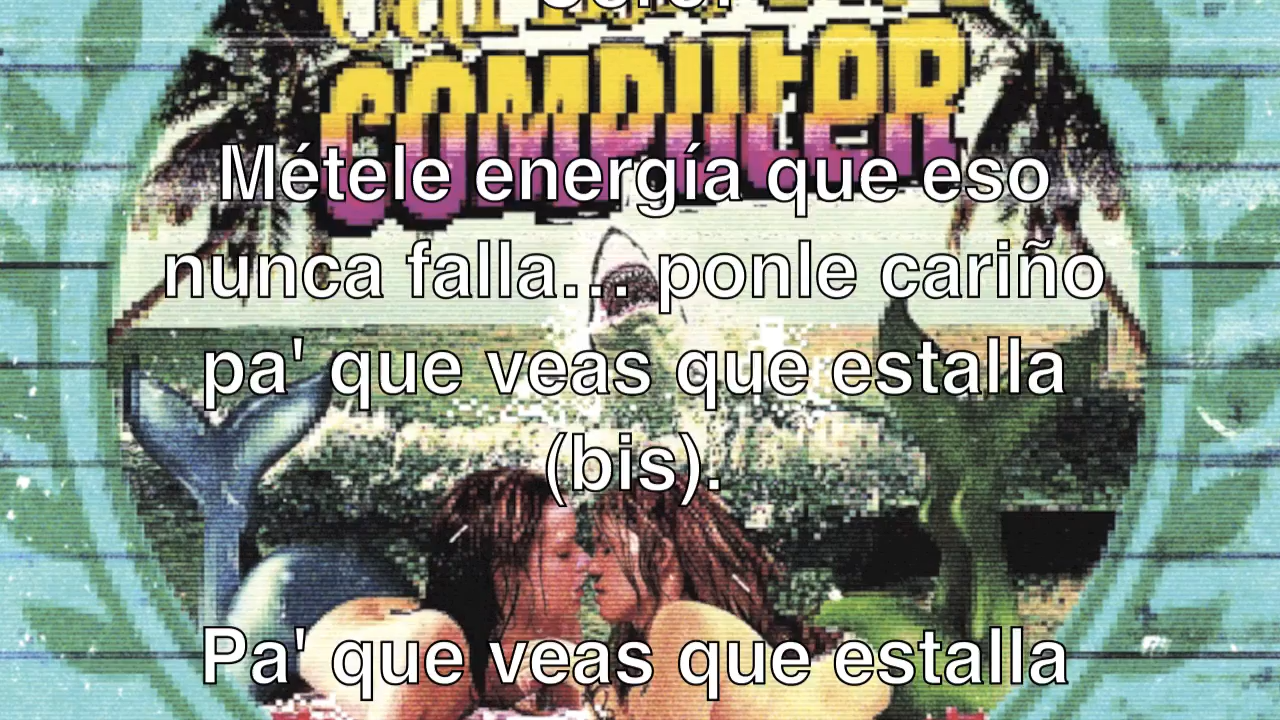 COMPUTER
Métele energía que eso
nunca falla... ponle cariño
pa' que veas que estalla
(bis).
Pa' que veas que estalla